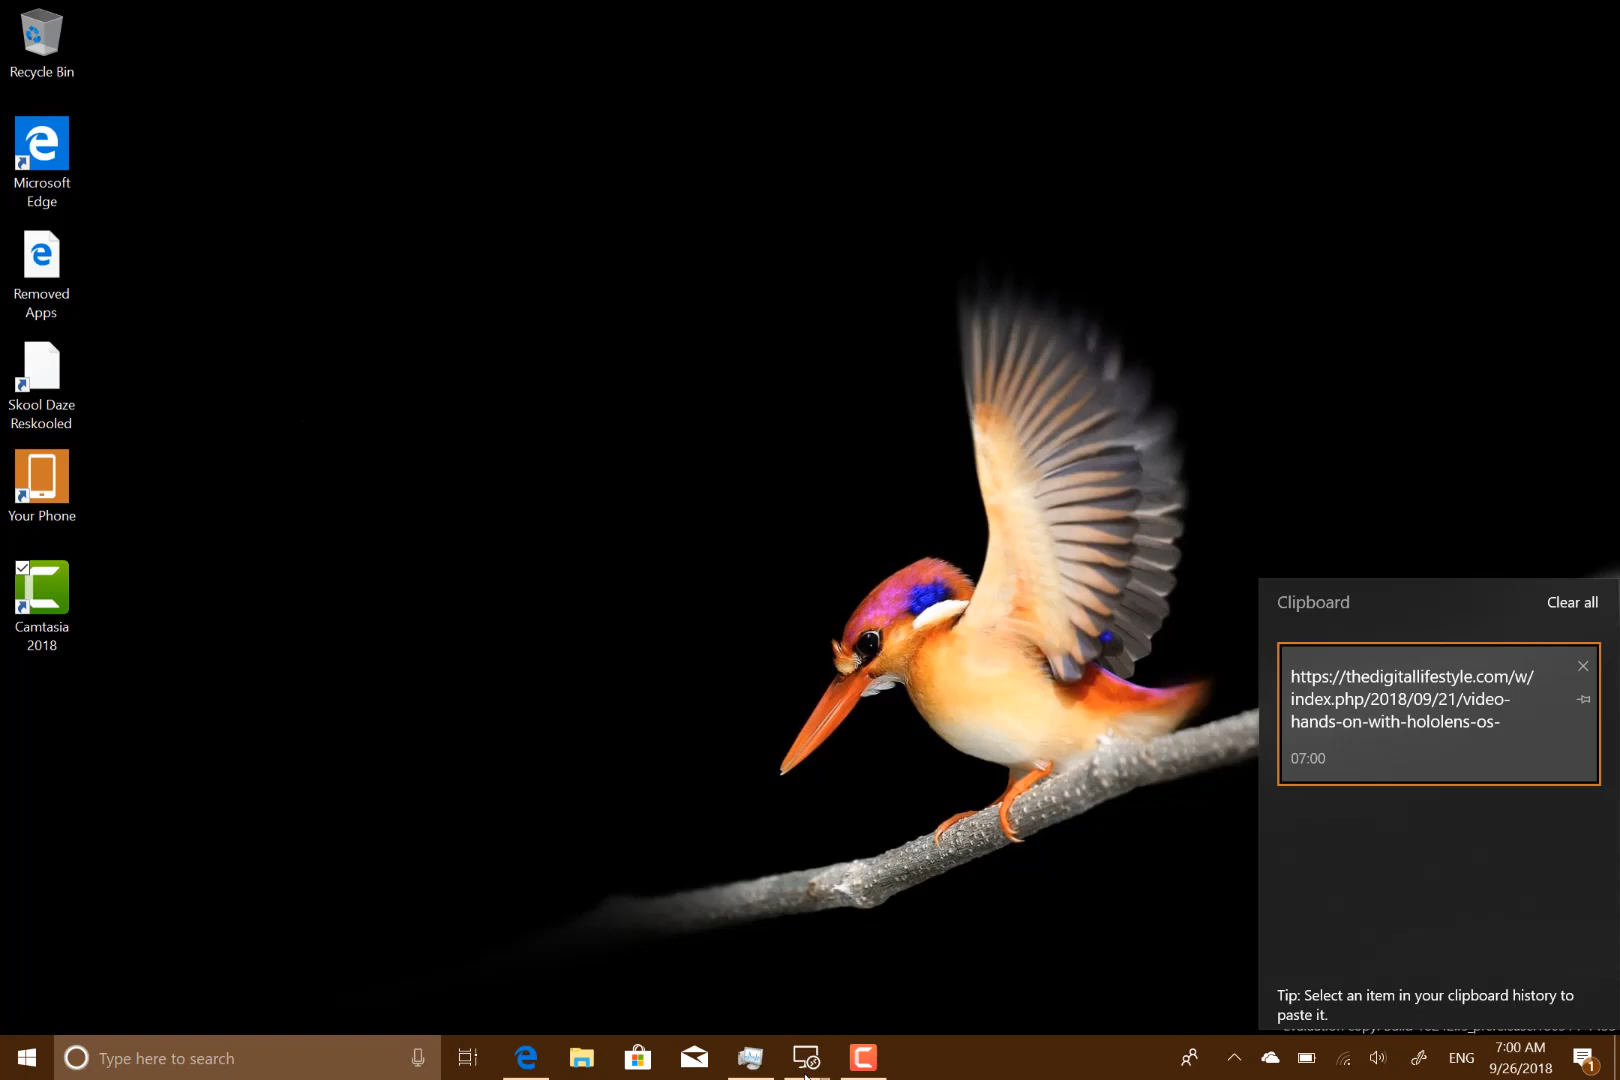 Recycle Bin
Microsoft
Edge
Removed
Apps
Skool Daze
Reskooled
Your Phone
Camtasia
2018
Clipboard
Clear all
https://thedigitallifestyle.com/w/
index.php/2018/09/21/video-
hands-on-with-hololens-os-
07:00
Tip: Select an item in your clipboard history to
paste it.
Type here to search
ENG
7:00 AM
9/26/2018
1